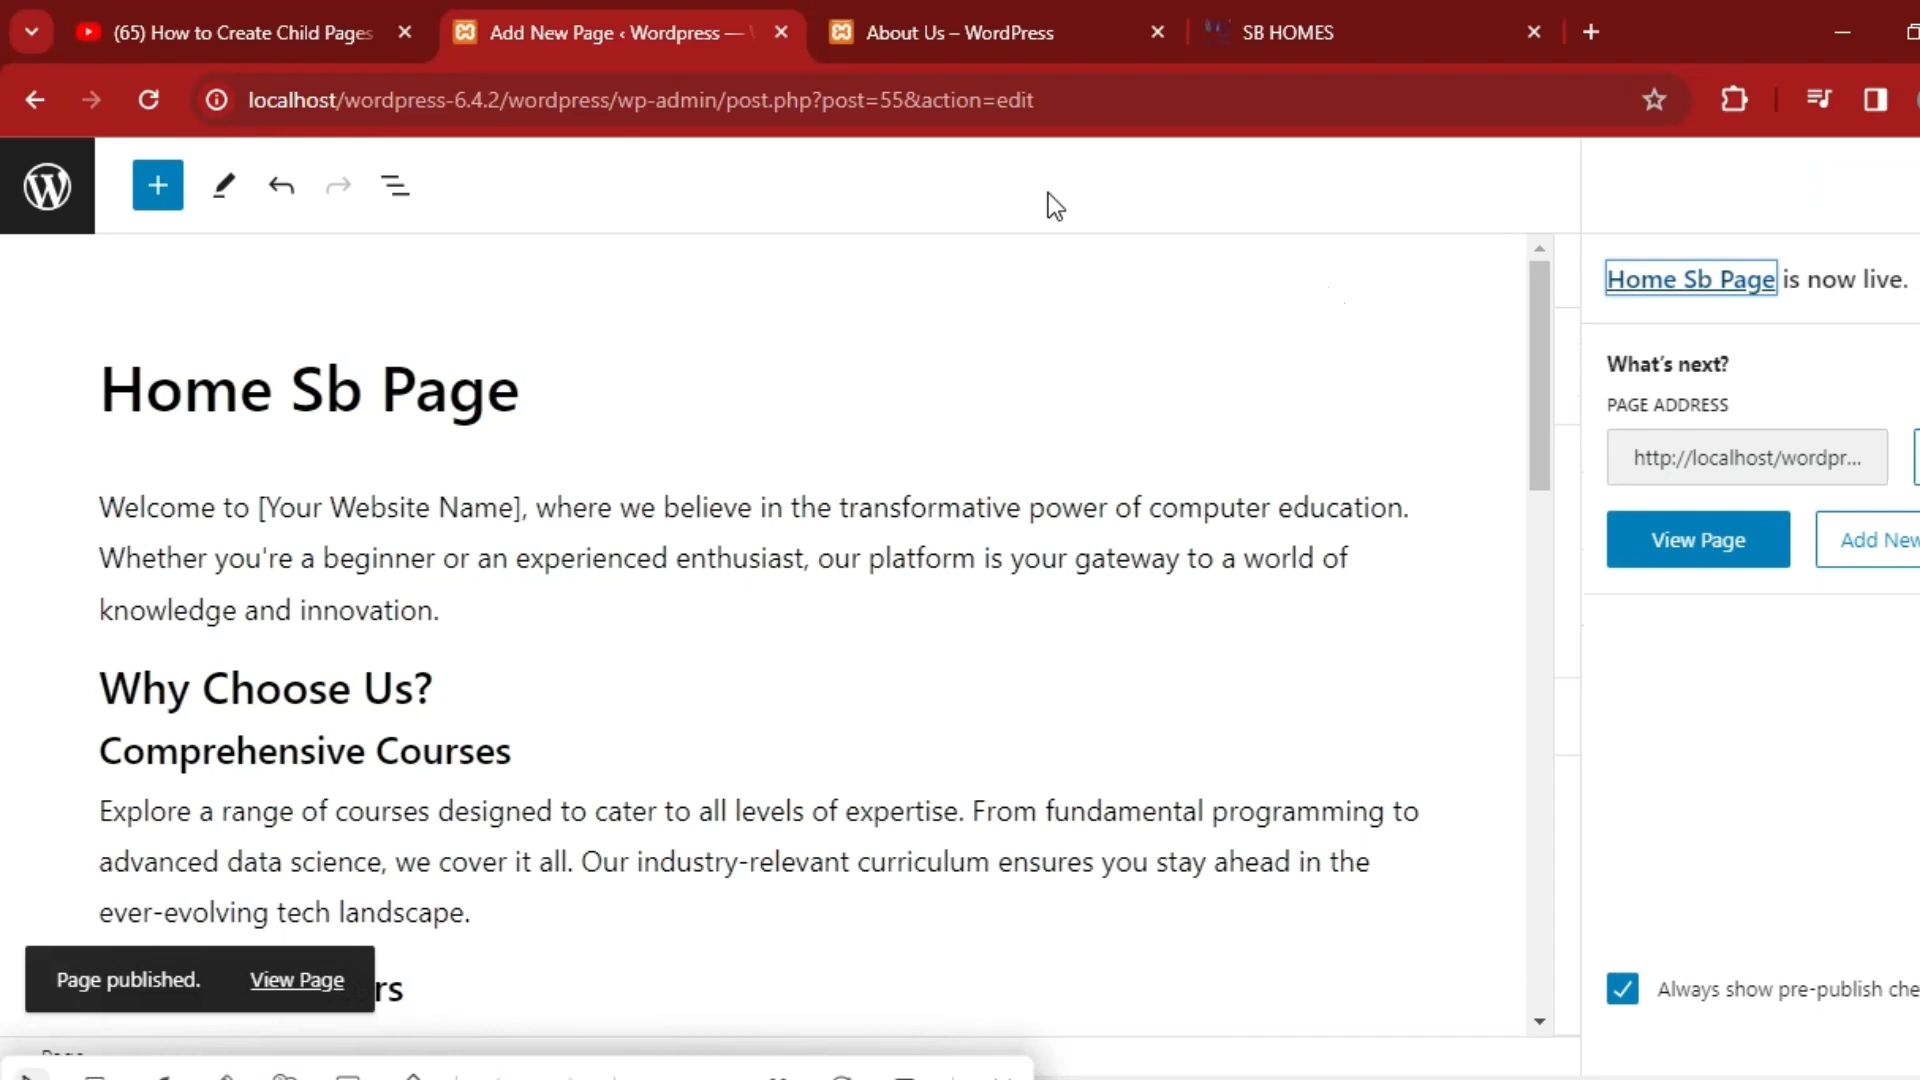 (65) How to Create Child Pages
Add New Page ‹ Wordpress —
About Us – WordPress
SB HOMES
localhost/wordpress-6.4.2/wordpress/wp-admin/post.php?post=55&action=edit
Home Sb Page is now live.
What's next?
PAGE ADDRESS
http://localhost/wordpr...
View Page
Add New
Home Sb Page
Welcome to [Your Website Name], where we believe in the transformative power of computer education.
Whether you're a beginner or an experienced enthusiast, our platform is your gateway to a world of
knowledge and innovation.
Why Choose Us?
Comprehensive Courses
Explore a range of courses designed to cater to all levels of expertise. From fundamental programming to
advanced data science, we cover it all. Our industry-relevant curriculum ensures you stay ahead in the
ever-evolving tech landscape.
Page published. View Page
rs
Always show pre-publish che